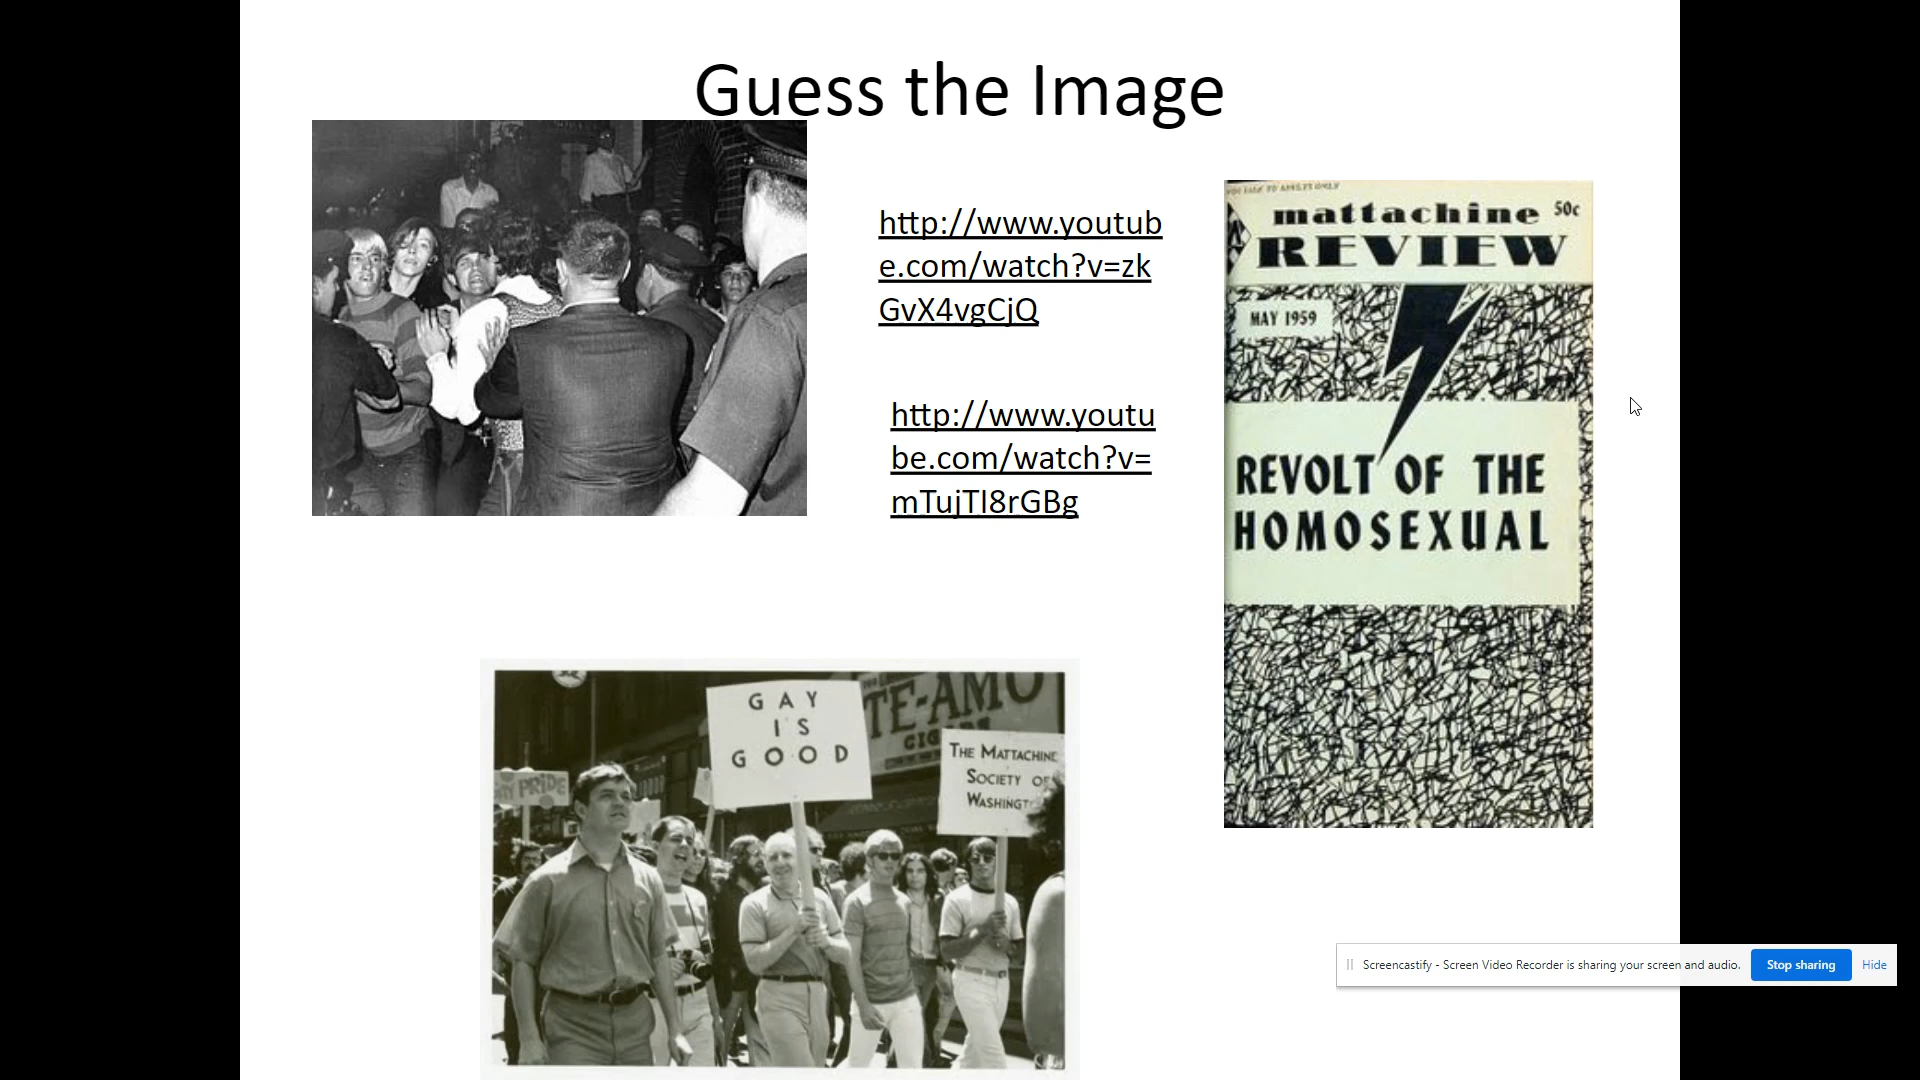 Guess the Image
http://www.youtub
e.com/watch?v=zk
GvX4vgCjQ
http://www.youtu
be.com/watch?v=
mTujTI8rGBg
mattachine 50c
REVIEW
MAY 1959
REVOLT OF THE
HOMOSEXUAL
GAY
IS
GOOD
TE-AMO
CIG
THE MATTACHINE
SOCIETY OF
WASHINGT
PRIDE
Screencastify - Screen Video Recorder is sharing your screen and audio. Stop sharing Hide